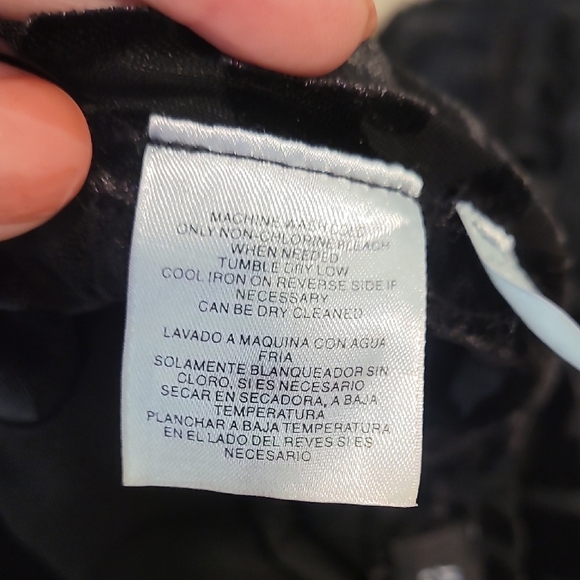 MACHINE WASH COLD
ONLY NON-CHLORINE BLEACH
WHEN NEEDED
TUMBLE DRY LOW
COOL IRON ON REVERSE SIDE IF
NECESSARY
CAN BE DRY CLEANED
LAVADO A MAQUINA CON AGUA
FRIA
SOLAMENTE BLANQUEADOR SIN
CLORO, SI ES NECESARIO
SECAR EN SECADORA, A BAJA
TEMPERATURA
PLANCHAR A BAJA TEMPERATURA
EN EL LADO DEL REVES SI ES
NECESARIO